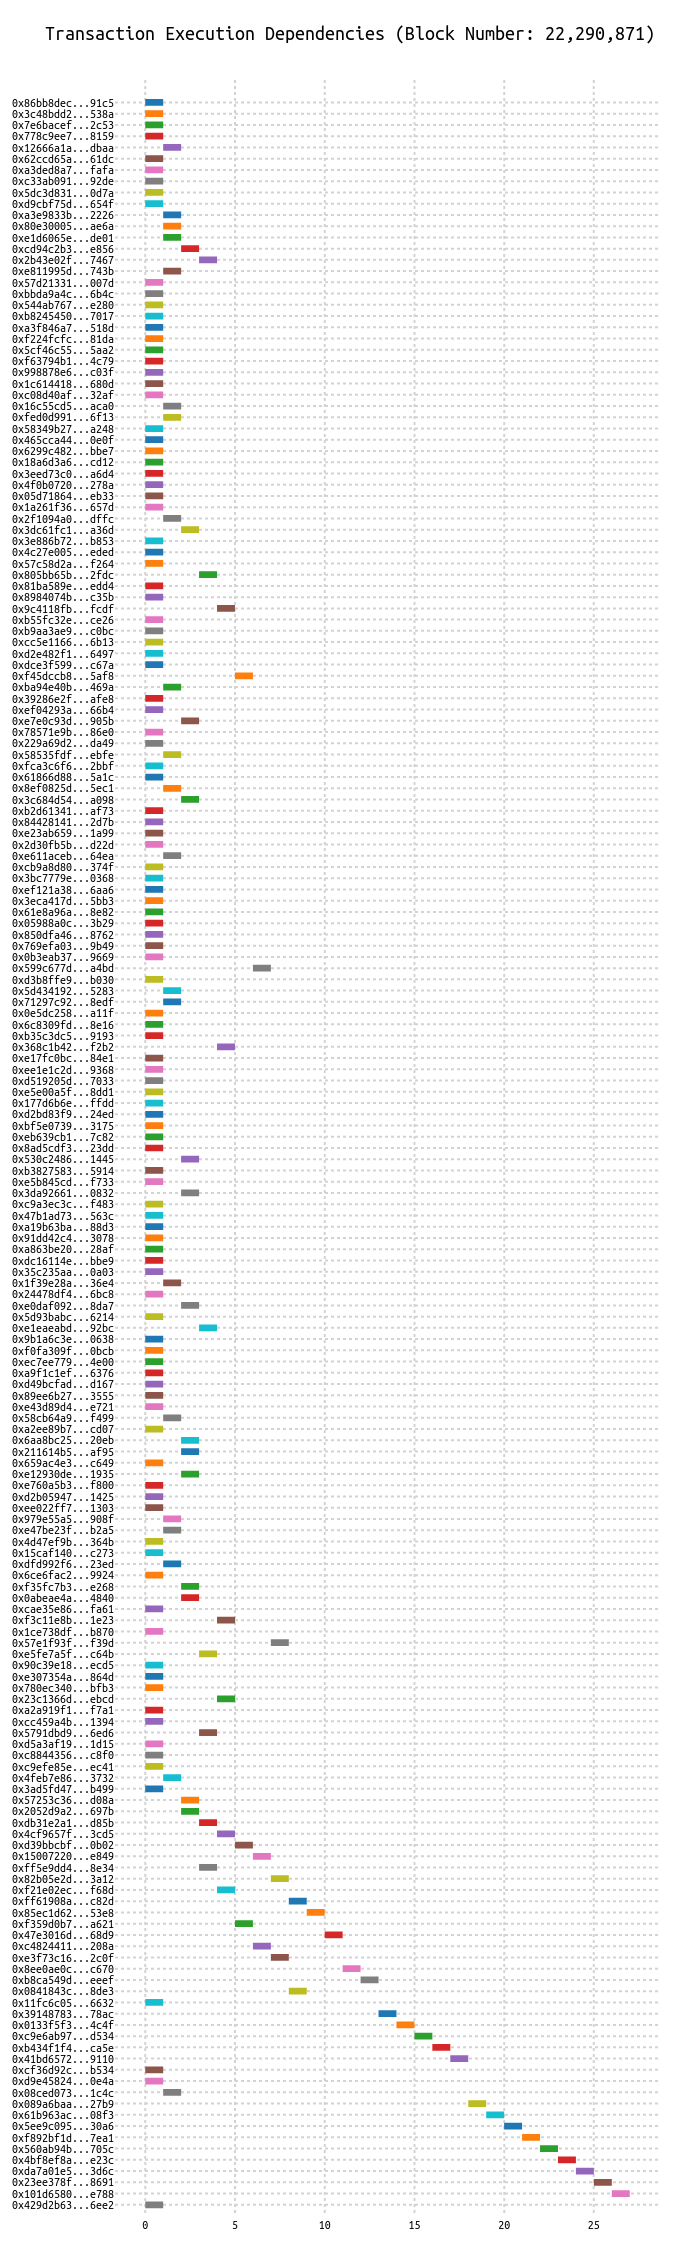 Transaction Execution Dependencies (Block Number: 22,290,871)
0x86bb8dec...91c5
0x3c48bdd2...538a
0x7e6bacef...2c53
0x778c9ee7...8159
0x12666a1a...dbaa
0x62ccd65a...61dc
0xa3ded8a7...fafa
0xc33ab091...92de
0x5dc3d831...0d7a
0xd9cbf75d...654f
0xa3e9833b...2226
0x80e30005...ae6a
0xe1d6065e...de01
0xcd94c2b3...e856
0x2b43e02f...7467
0xe811995d...743b
0x57d21331...007d
0xbbda9a4c...6b4c
0x544ab767...e280
0xb8245450...7017
0xa3f846a7...518d
0xf224fcfc...81da
0x5cf46c55...5aa2
0xf63794b1...4c79
0x998878e6...c03f
0x1c614418...680d
0xc08d40af...32af
0x16c55cd5...aca0
0xfed0d991...6f13
0x58349b27...a248
0x465cca44...0e0f
0x6299c482...bbe7
0x18a6d3a6...cd12
0x3eed73c0...a6d4
0x4f0b0720...278a
0x05d71864...eb33
0x1a261f36...657d
0x2f1094a0...dffc
0x3dc61fc1...a36d
0x3e886b72...b853
0x4c27e005...eded
0x57c58d2a...f264
0x805bb65b...2fdc
0x81ba589e...edd4
0x8984074b...c35b
0x9c4118fb...fcdf
0xb55fc32e...ce26
0xb9aa3ae9...c0bc
0xcc5e1166...6b13
0xd2e482f1...6497
0xdce3f599...c67a
0xf45dccb8...5af8
0xba94e40b...469a
0x39286e2f...afe8
0xef04293a...66b4
0xe7e0c93d...905b
0x78571e9b...86e0
0x229a69d2...da49
0x58535fdf...ebfe
0xfca3c6f6...2bbf
0x61866d88...5a1c
0x8ef0825d...5ec1
0x3c684d54...a098
0xb2d61341...af73
0x84428141...2d7b
0xe23ab659...1a99
0x2d30fb5b...d22d
0xe611aceb...64ea
0xcb9a8d80...374f
0x3bc7779e...0368
0xef121a38...6aa6
0x3eca417d...5bb3
0x61e8a96a...8e82
0x05988a0c...3b29
0x850dfa46...8762
0x769efa03...9b49
0x0b3eab37...9669
0x599c677d...a4bd
0xd3b8ffe9...b030
0x5d434192...5283
0x71297c92...8edf
0x0e5dc258...a11f
0x6c8309fd...8e16
0xb35c3dc5...9193
0x368c1b42...f2b2
0xe17fc0bc...84e1
0xee1e1c2d...9368
0xd519205d...7033
0xe5e00a5f...8dd1
0x177d6b6e...ffdd
0xd2bd83f9...24ed
0xbf5e0739...3175
0xeb639cb1...7c82
0x8ad5cdf3...23dd
0x530c2486...1445
0xb3827583...5914
0xe5b845cd...f733
0x3da92661...0832
0xc9a3ec3c...f483
0x47b1ad73...563c
0xa19b63ba...88d3
0x91dd42c4...3078
0xa863be20...28af
0xdc16114e...bbe9
0x35c235aa...0a03
0x1f39e28a...36e4
0x24478df4...6bc8
0xe0daf092...8da7
0x5d93babc...6214
0xe1eaeabd...92bc
0x9b1a6c3e...0638
0xf0fa309f...0bcb
0xec7ee779...4e00
0xa9f1c1ef...6376
0xd49bcfad...d167
0x89ee6b27...3555
0xe43d89d4...e721
0x58cb64a9...f499
0xa2ee89b7...cd07
0x6aa8bc25...20eb
0x211614b5...af95
0x659ac4e3...c649
0xe12930de...1935
0xe760a5b3...f800
0xd2b05947...1425
0xee022ff7...1303
0x979e55a5...908f
0xe47be23f...b2a5
0x4d47ef9b...364b
0x15caf140...c273
0xdfd992f6...23ed
0x6ce6fac2...9924
0xf35fc7b3...e268
0x0abeae4a...4840
0xcae35e86...fa61
0xf3c11e8b...1e23
0x1ce738df...b870
0x57e1f93f...f39d
0xe5fe7a5f...c64b
0x90c39e18...ecd5
0xe307354a...864d
0x780ec340...bfb3
0x23c1366d...ebcd
0xa2a919f1...f7a1
0xcc459a4b...1394
0x5791dbd9...6ed6
0xd5a3af19...1d15
0xc8844356...c8f0
0xc9efe85e...ec41
0x4feb7e86...3732
0x3ad5fd47...b499
0x57253c36...d08a
0x2052d9a2...697b
0xdb31e2a1...d85b
0x4cf9657f...3cd5
0xd39bbcbf...0b02
0x15007220...e849
0xff5e9dd4...8e34
0x82b05e2d...3a12
0xf21e02ec...f68d
0xff61908a...c82d
0x85ec1d62...53e8
0xf359d0b7...a621
0x47e3016d...68d9
0xc4824411...208a
0xe3f73c16...2c0f
0x8ee0ae0c...c670
0xb8ca549d...eeef
0x0841843c...8de3
0x11fc6c05...6632
0x39148783...78ac
0x0133f5f3...4c4f
0xc9e6ab97...d534
0xb434f1f4...ca5e
0x41bd6572...9110
0xcf36d92c...b534
0xd9e45824...0e4a
0x08ced073...1c4c
0x089a6baa...27b9
0x61b963ac...08f3
0x5ee9c095...30a6
0xf892bf1d...7ea1
0x560ab94b...705c
0x4bf8ef8a...e23c
0xda7a01e5...3d6c
0x23ee378f...8691
0x101d6580...e788
0x429d2b63...6ee2
0 5 10 15 20 25